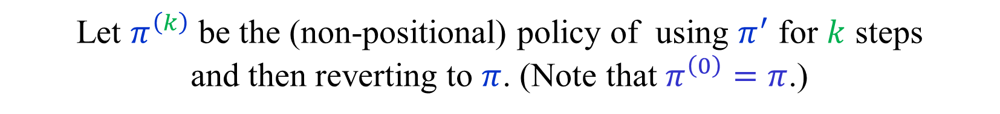 Let π⁽ᵏ⁾ be the (non-positional) policy of using π′ for k steps
and then reverting to π. (Note that π⁽⁰⁾ = π.)